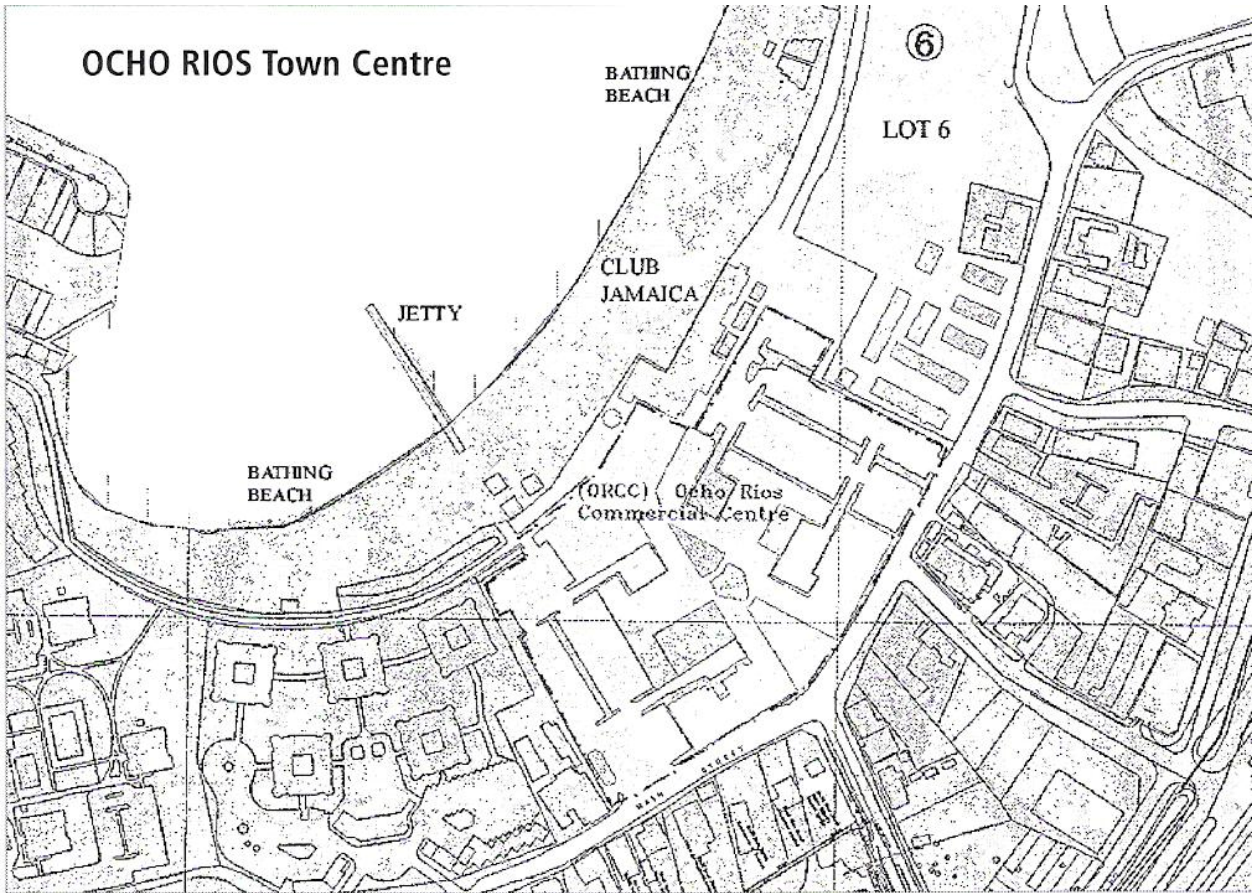 OCHO RIOS Town Centre
BATHING
BEACH
6
LOT 6
CLUB
JAMAICA
JETTY
BATHING
BEACH
(ORCC) Ocho Rios
Commercial Centre
MAIN STREET